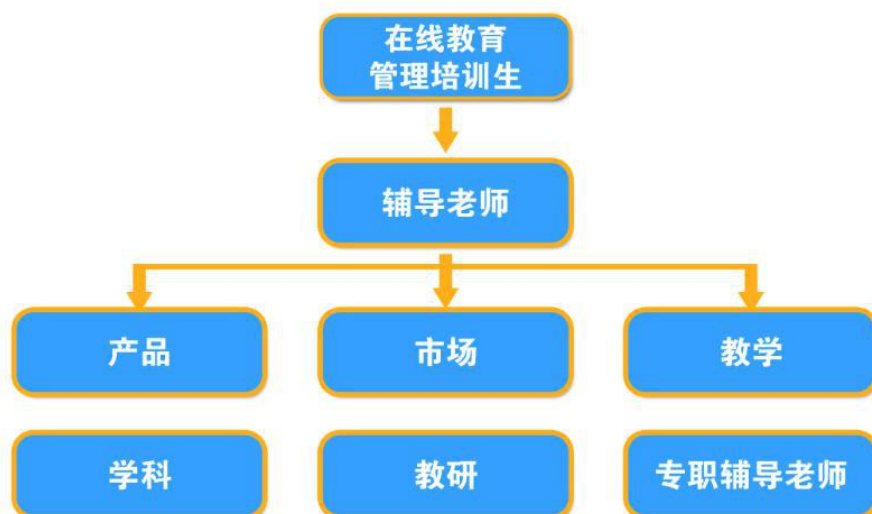 在线教育
管理培训生
辅导老师
产品
市场
教学
学科
教研
专职辅导老师